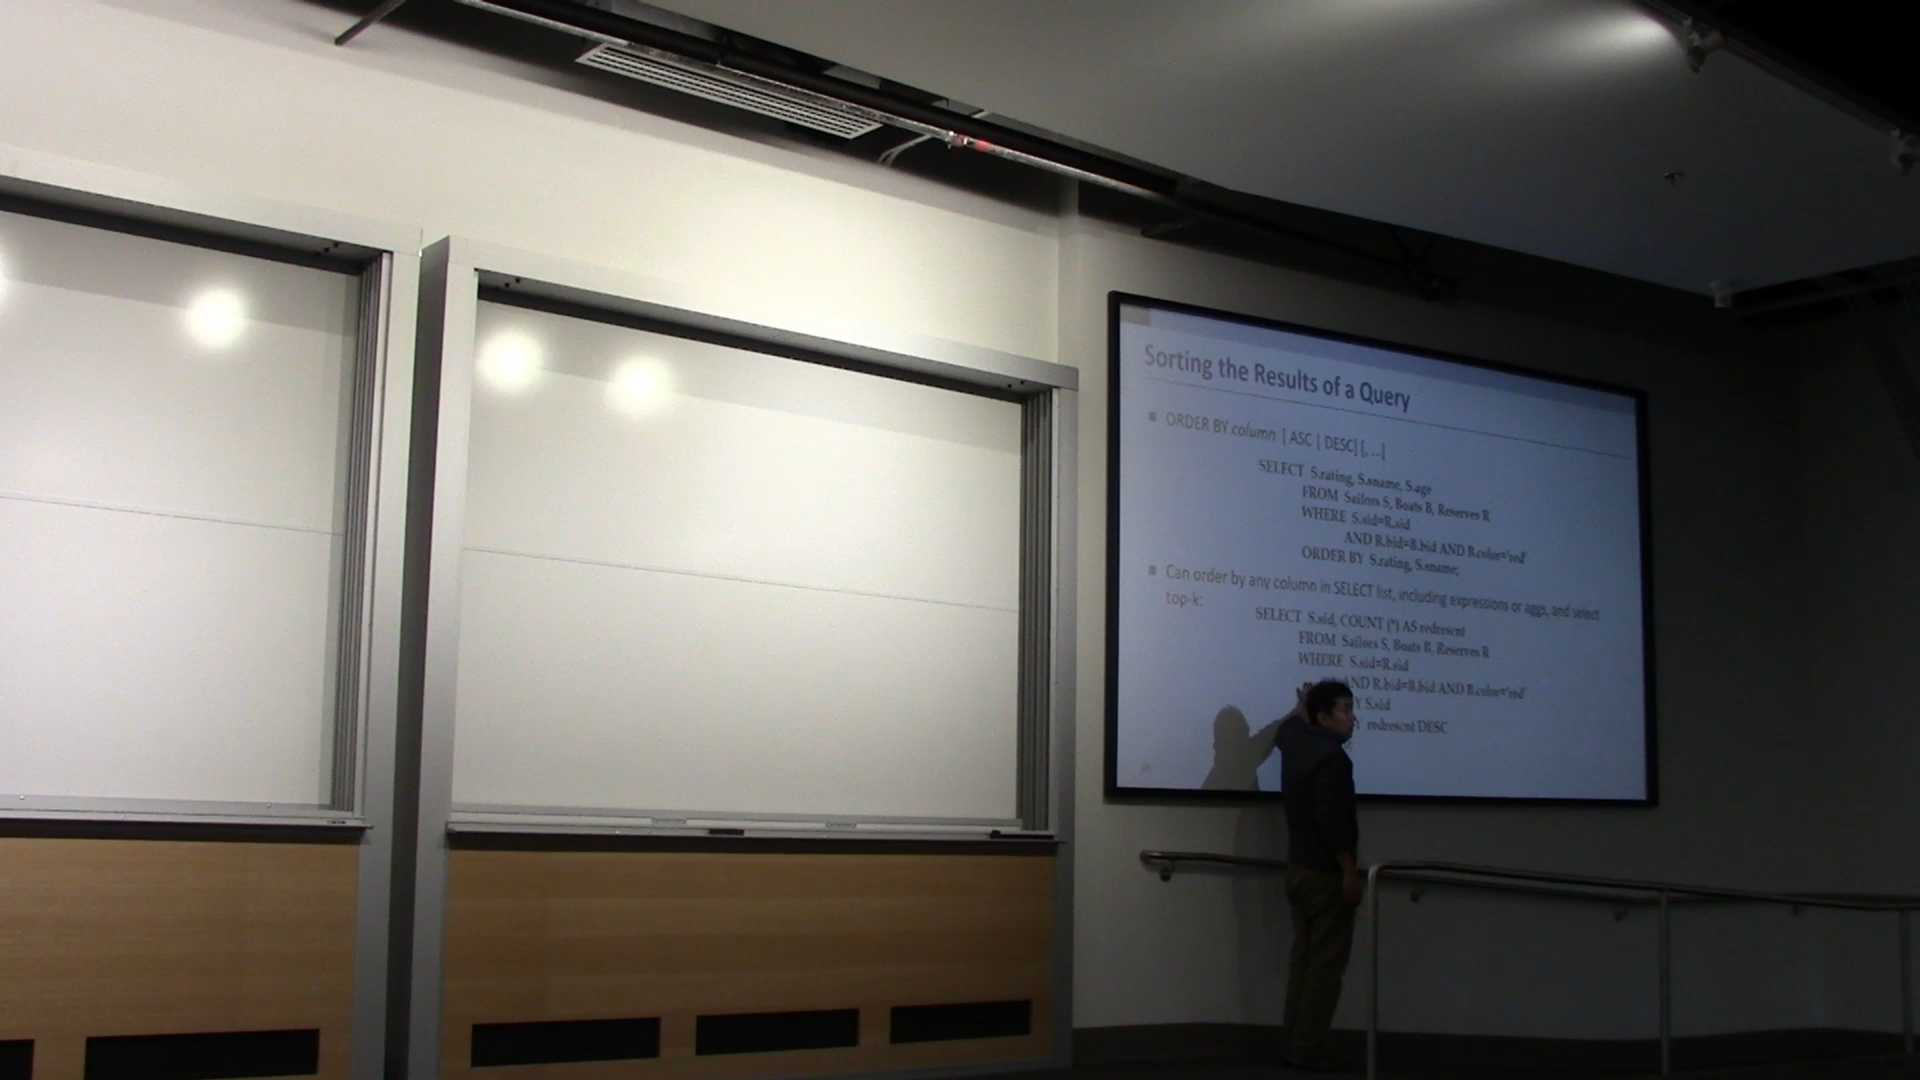 Sorting the Results of a Query
ORDER BY column [ ASC | DESC] [, ...]
SELECT S.rating, S.sname, S.age
FROM Sailors S, Boats B, Reserves R
WHERE S.sid=R.sid
AND R.bid=B.bid AND B.color='red'
ORDER BY S.rating, S.sname;
Can order by any column in SELECT list, including expressions or aggs, and select
top-k:
SELECT S.sid, COUNT (*) AS redrescnt
FROM Sailors S, Boats B, Reserves R
WHERE S.sid=R.sid
AND R.bid=B.bid AND B.color='red'
Y S.sid
Y redrescnt DESC